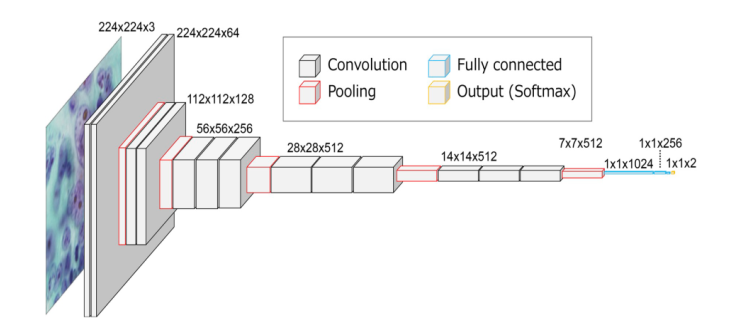 224x224x3
224x224x64
112x112x128
56x56x256
28x28x512
14x14x512
7x7x512
1x1x256
1x1x1024
1x1x2
Convolution
Fully connected
Pooling
Output (Softmax)